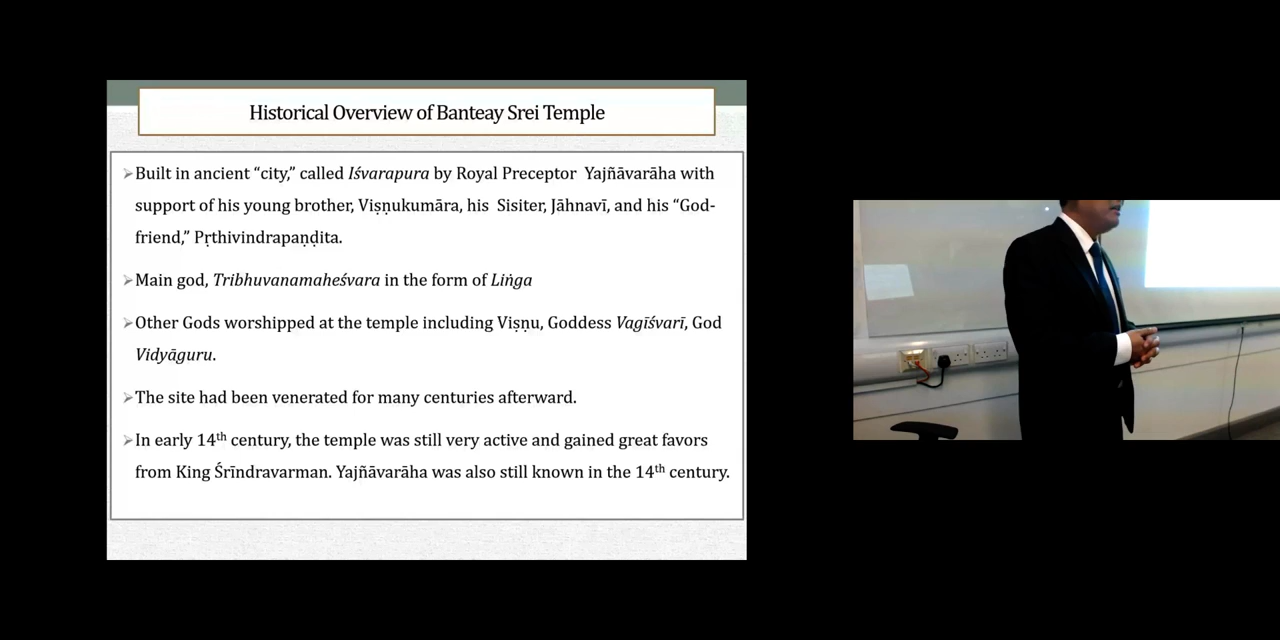 Historical Overview of Banteay Srei Temple
➢Built in ancient “city,” called Iśvarapura by Royal Preceptor Yajñāvarāha with
support of his young brother, Viṣṇukumāra, his Sisiter, Jāhnavī, and his “God-
friend,” Pṛthivindrapaṇḍita.
➢Main god, Tribhuvanamaheśvara in the form of Liṅga
➢Other Gods worshipped at the temple including Viṣṇu, Goddess Vagīśvarī, God
Vidyāguru.
➢The site had been venerated for many centuries afterward.
➢In early 14th century, the temple was still very active and gained great favors
from King Śrīndravarman. Yajñāvarāha was also still known in the 14th century.